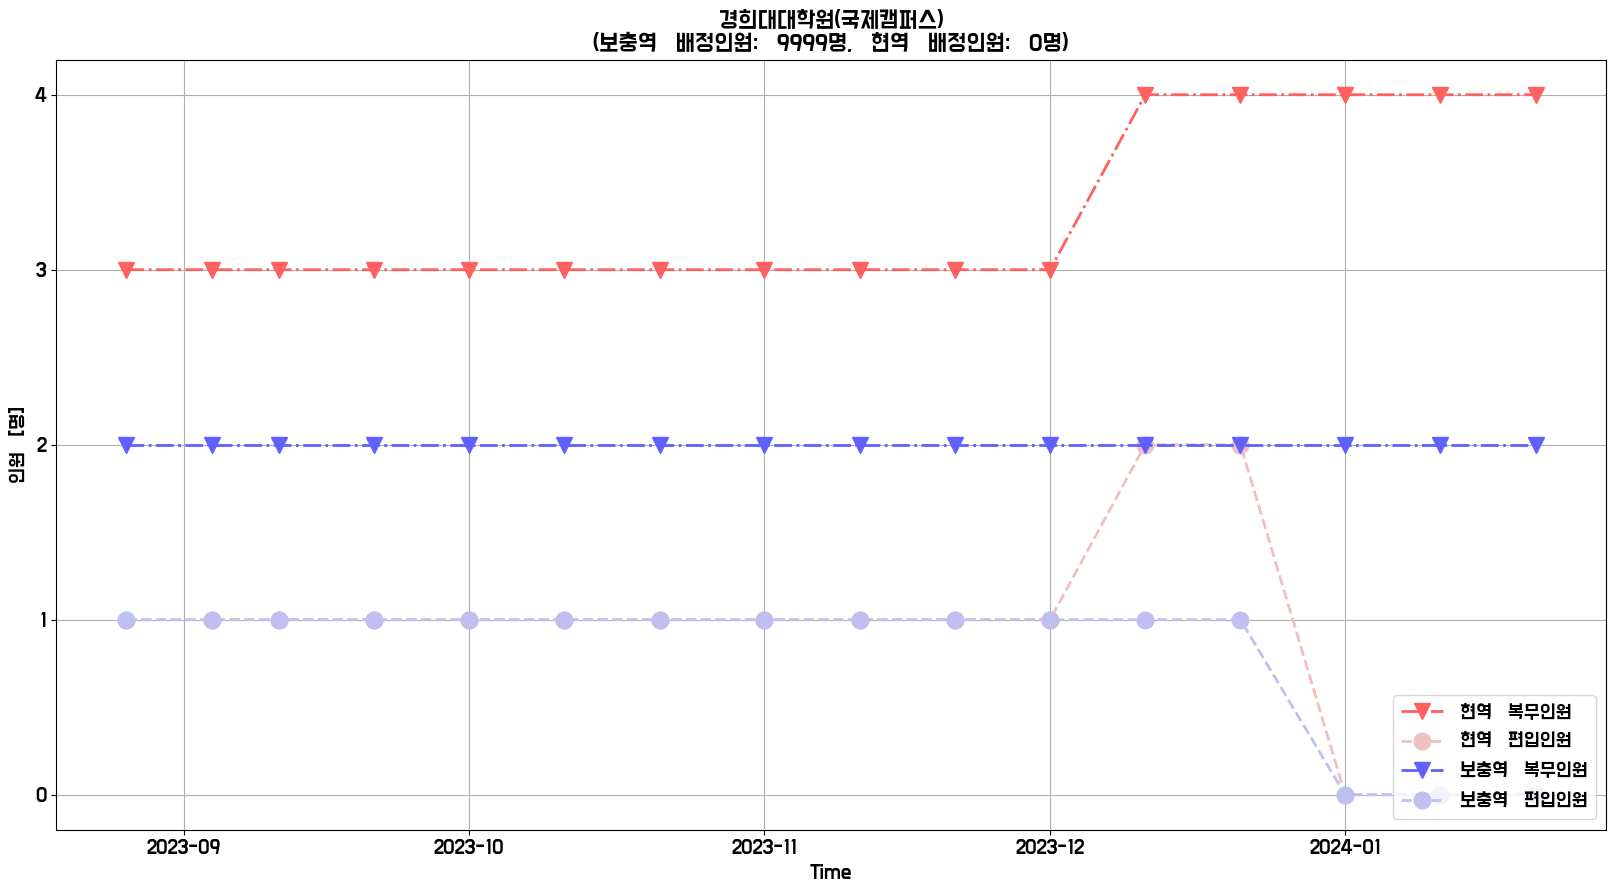 경희대대학원(국제캠퍼스)
(보충역 배정인원: 9999명, 현역 배정인원: 0명)
인원 [명]
4
3
2
1
0
현역 복무인원
현역 편입인원
보충역 복무인원
보충역 편입인원
2023-09 2023-10 2023-11 2023-12 2024-01
Time